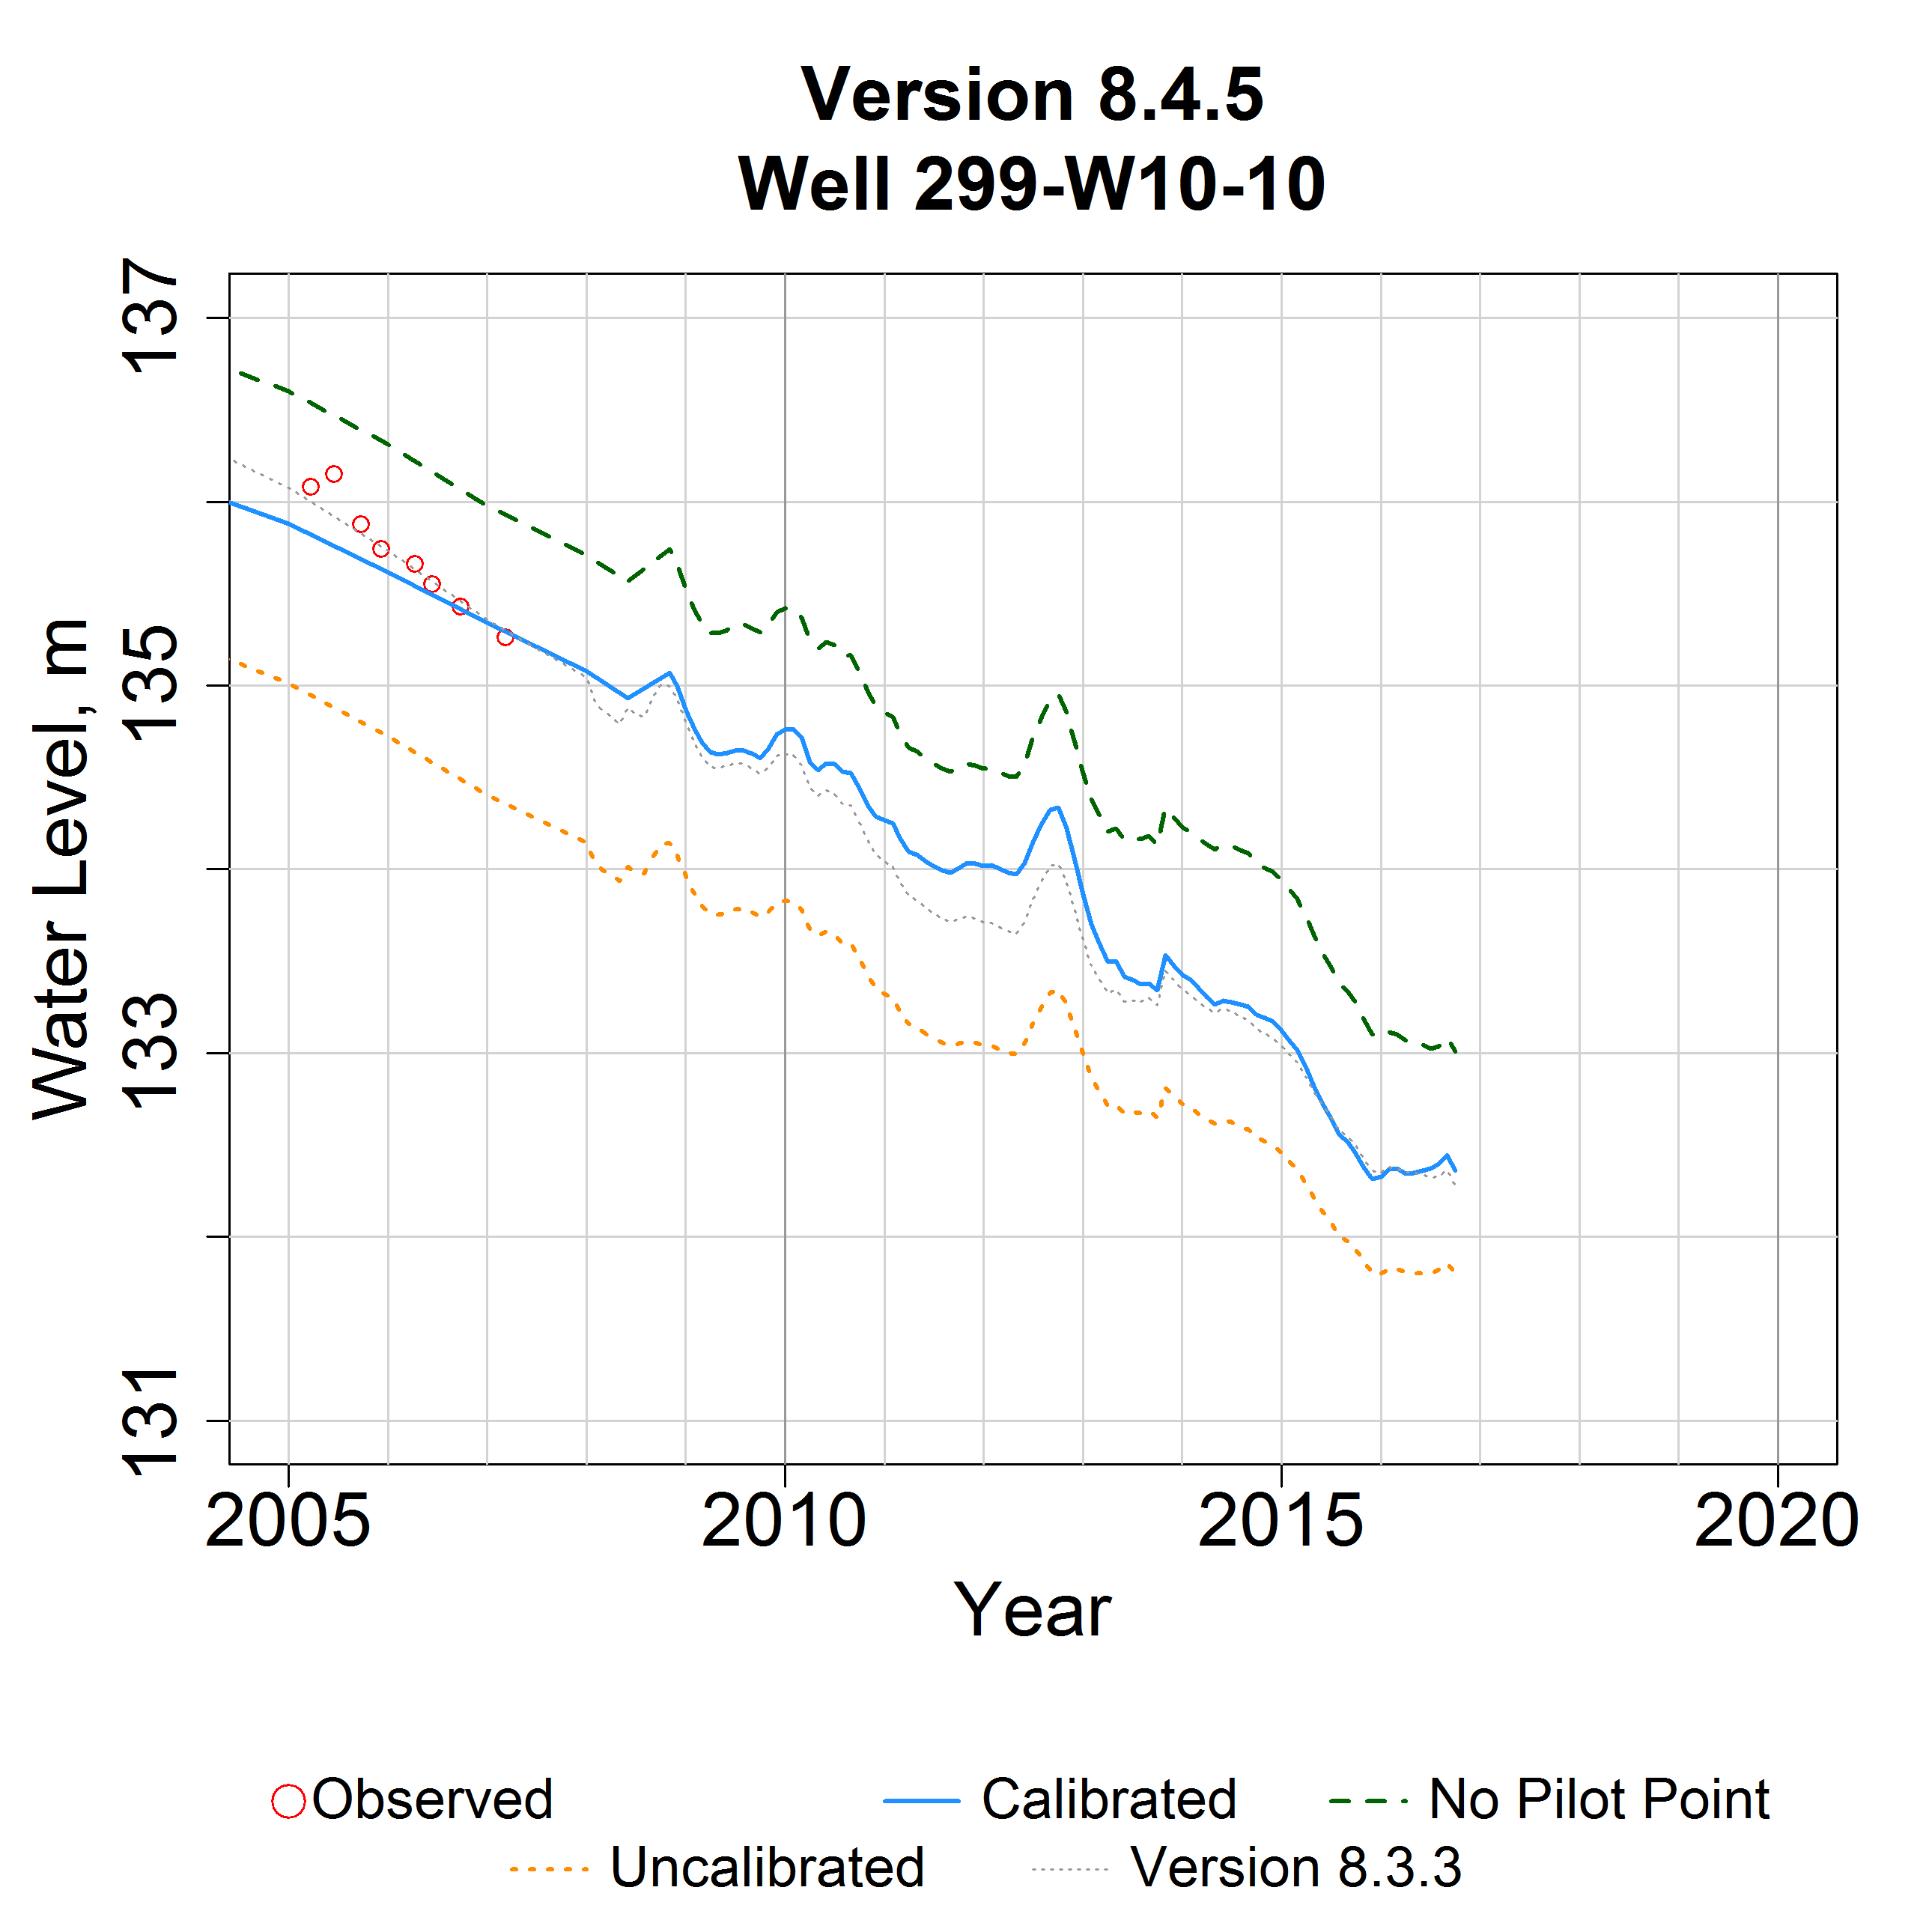 Version 8.4.5
Well 299-W10-10
Water Level, m
137
135
133
131
2005 2010 2015 2020
Year
Observed Calibrated No Pilot Point
Uncalibrated Version 8.3.3